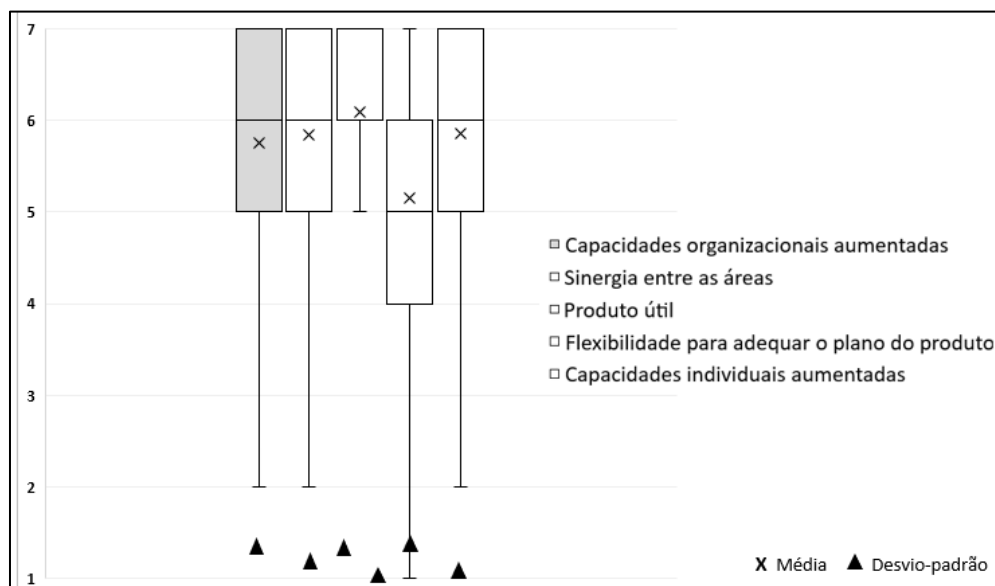 7
6
5
4
3
2
1
Capacidades organizacionais aumentadas
Sinergia entre as áreas
Produto útil
Flexibilidade para adequar o plano do produto
Capacidades individuais aumentadas
X Média ▲ Desvio-padrão